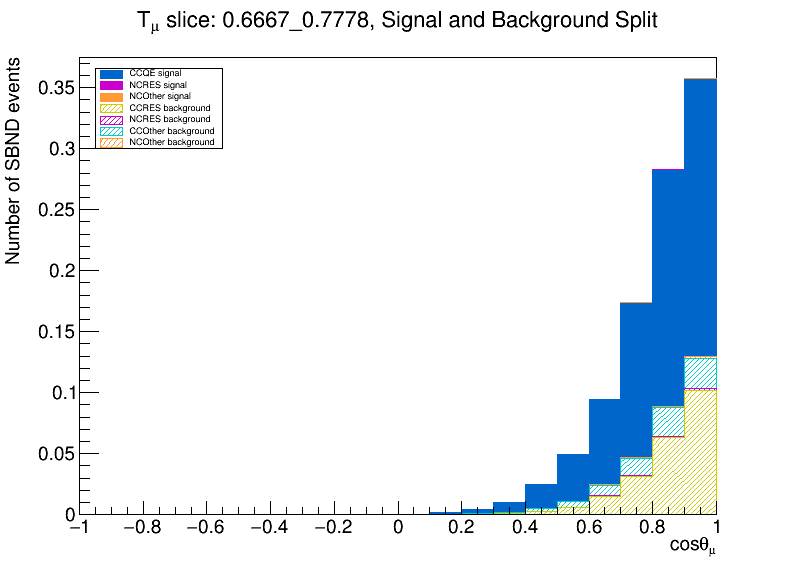 Tμ slice: 0.6667_0.7778, Signal and Background Split
Number of SBND events
0.35
0.3
0.25
0.2
0.15
0.1
0.05
0
CCQE signal
NCRES signal
NCOther signal
CCRES background
NCRES background
CCOther background
NCOther background
−1 −0.8 −0.6 −0.4 −0.2 0 0.2 0.4 0.6 0.8 1
cosθμ